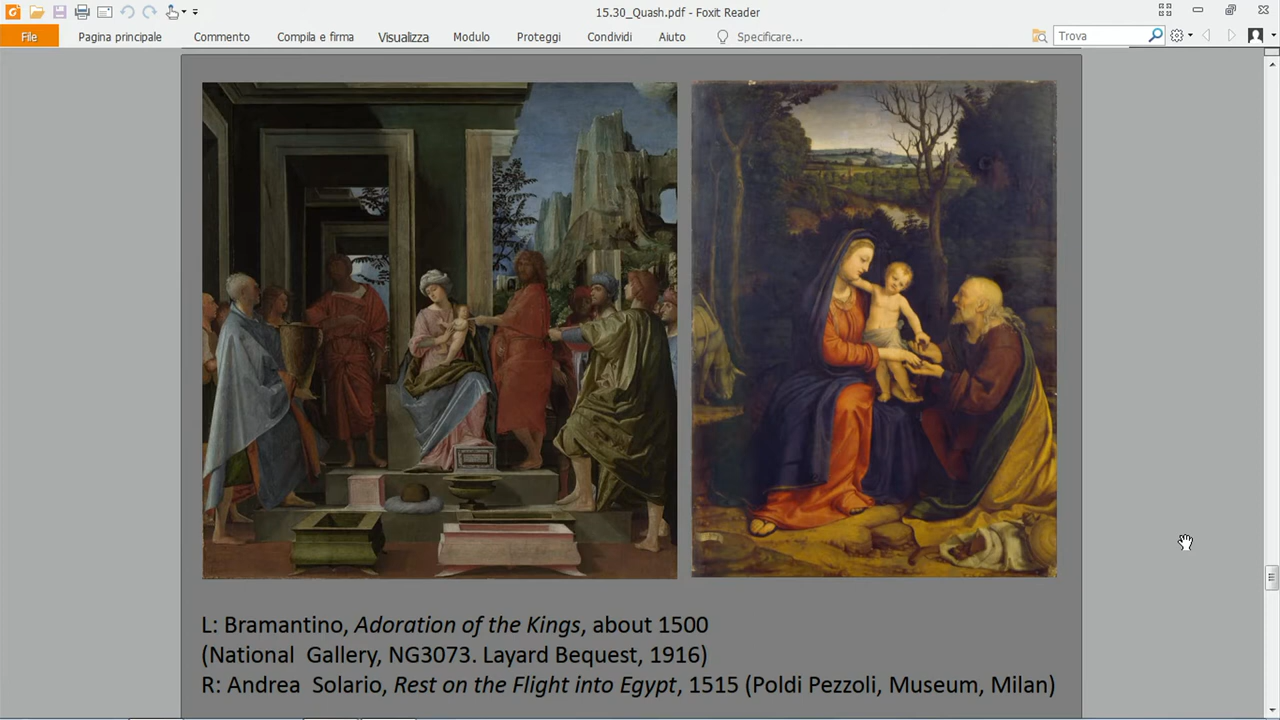 15.30_Quash.pdf - Foxit Reader
File Pagina principale Commento Compila e firma Visualizza Modulo Proteggi Condividi Aiuto Specificare... Trova
L: Bramantino, Adoration of the Kings, about 1500
(National Gallery, NG3073. Layard Bequest, 1916)
R: Andrea Solario, Rest on the Flight into Egypt, 1515 (Poldi Pezzoli, Museum, Milan)